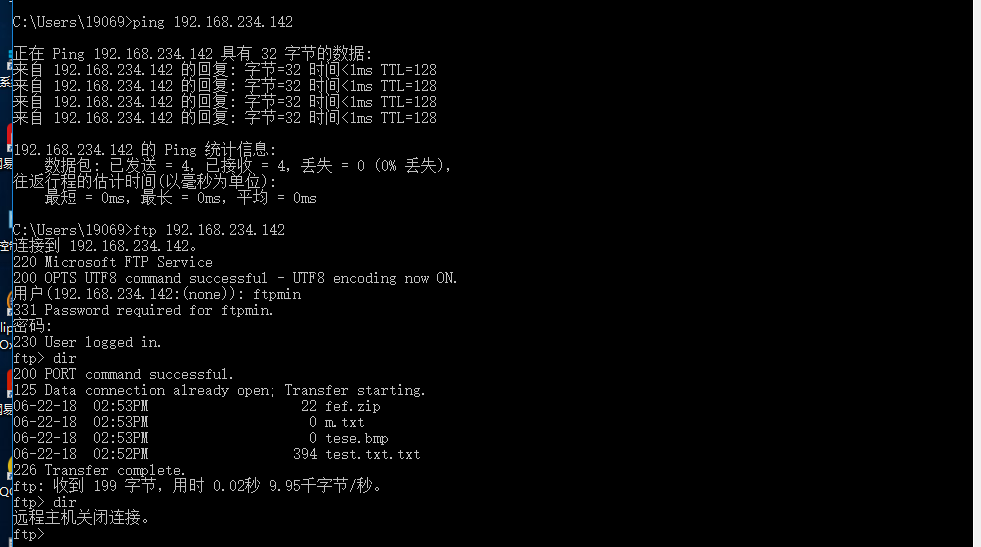 C:\Users\19069>ping 192.168.234.142
正在 Ping 192.168.234.142 具有 32 字节的数据:
来自 192.168.234.142 的回复: 字节=32 时间<1ms TTL=128
来自 192.168.234.142 的回复: 字节=32 时间<1ms TTL=128
来自 192.168.234.142 的回复: 字节=32 时间<1ms TTL=128
来自 192.168.234.142 的回复: 字节=32 时间<1ms TTL=128
192.168.234.142 的 Ping 统计信息:
数据包: 已发送 = 4，已接收 = 4，丢失 = 0 (0% 丢失)，
往返行程的估计时间(以毫秒为单位):
最短 = 0ms，最长 = 0ms，平均 = 0ms
C:\Users\19069>ftp 192.168.234.142
连接到 192.168.234.142。
220 Microsoft FTP Service
200 OPTS UTF8 command successful - UTF8 encoding now ON.
用户(192.168.234.142:(none)): ftpmin
331 Password required for ftpmin.
密码:
230 User logged in.
ftp> dir
200 PORT command successful.
125 Data connection already open; Transfer starting.
06-22-18  02:53PM                   22 fef.zip
06-22-18  02:53PM                    0 m.txt
06-22-18  02:53PM                    0 tese.bmp
06-22-18  02:52PM                  394 test.txt.txt
226 Transfer complete.
ftp: 收到 199 字节，用时 0.02秒 9.95千字节/秒。
ftp> dir
远程主机关闭连接。
ftp>